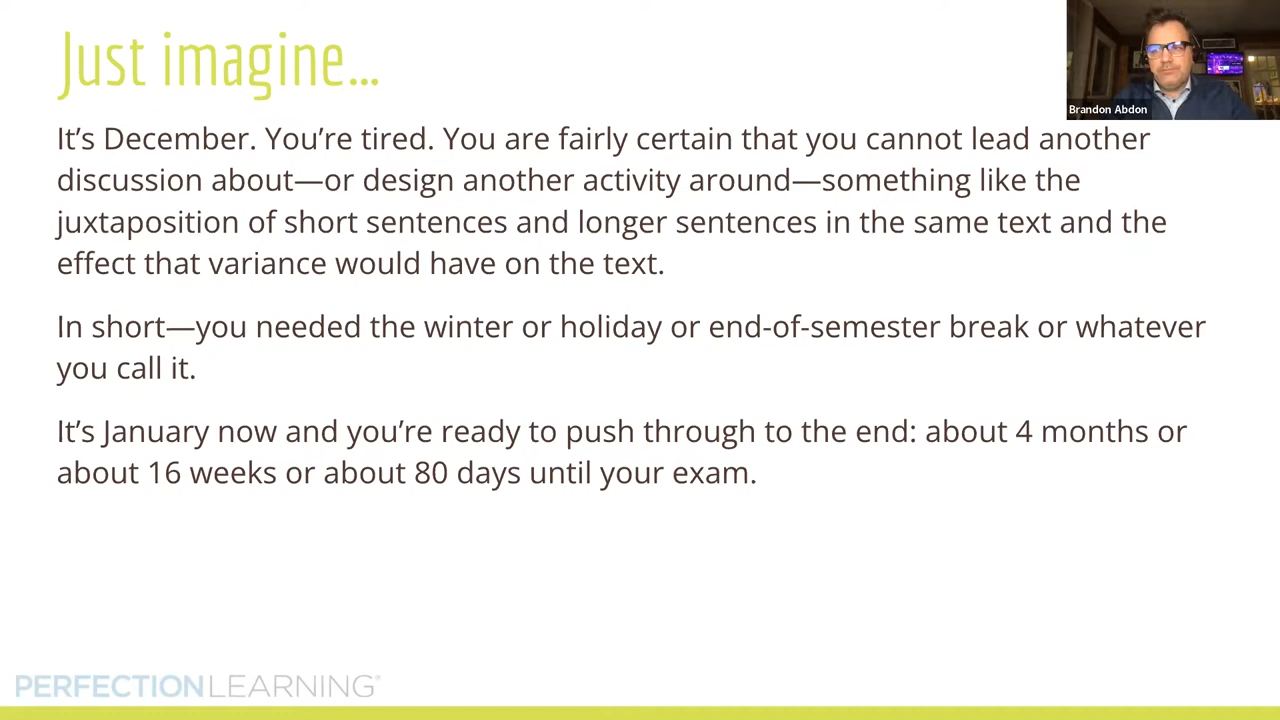 Just imagine...
Brandon Abdon
It’s December. You’re tired. You are fairly certain that you cannot lead another
discussion about—or design another activity around—something like the
juxtaposition of short sentences and longer sentences in the same text and the
effect that variance would have on the text.
In short—you needed the winter or holiday or end-of-semester break or whatever
you call it.
It’s January now and you’re ready to push through to the end: about 4 months or
about 16 weeks or about 80 days until your exam.
PERFECTION LEARNING®